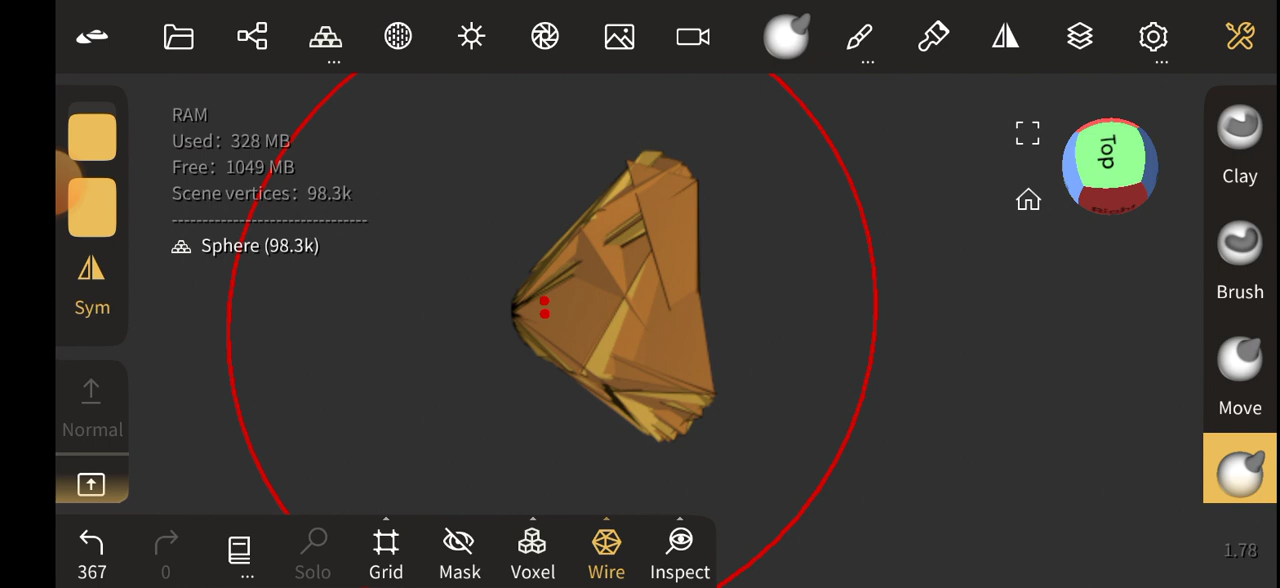 RAM
Used: 328 MB
Free: 1049 MB
Scene vertices: 98.3k
-------------------------------
Sphere (98.3k)
Top
Right
Sym
Normal
Clay
Brush
Move
1.78
367
0
...
Solo
Grid
Mask
Voxel
Wire
Inspect